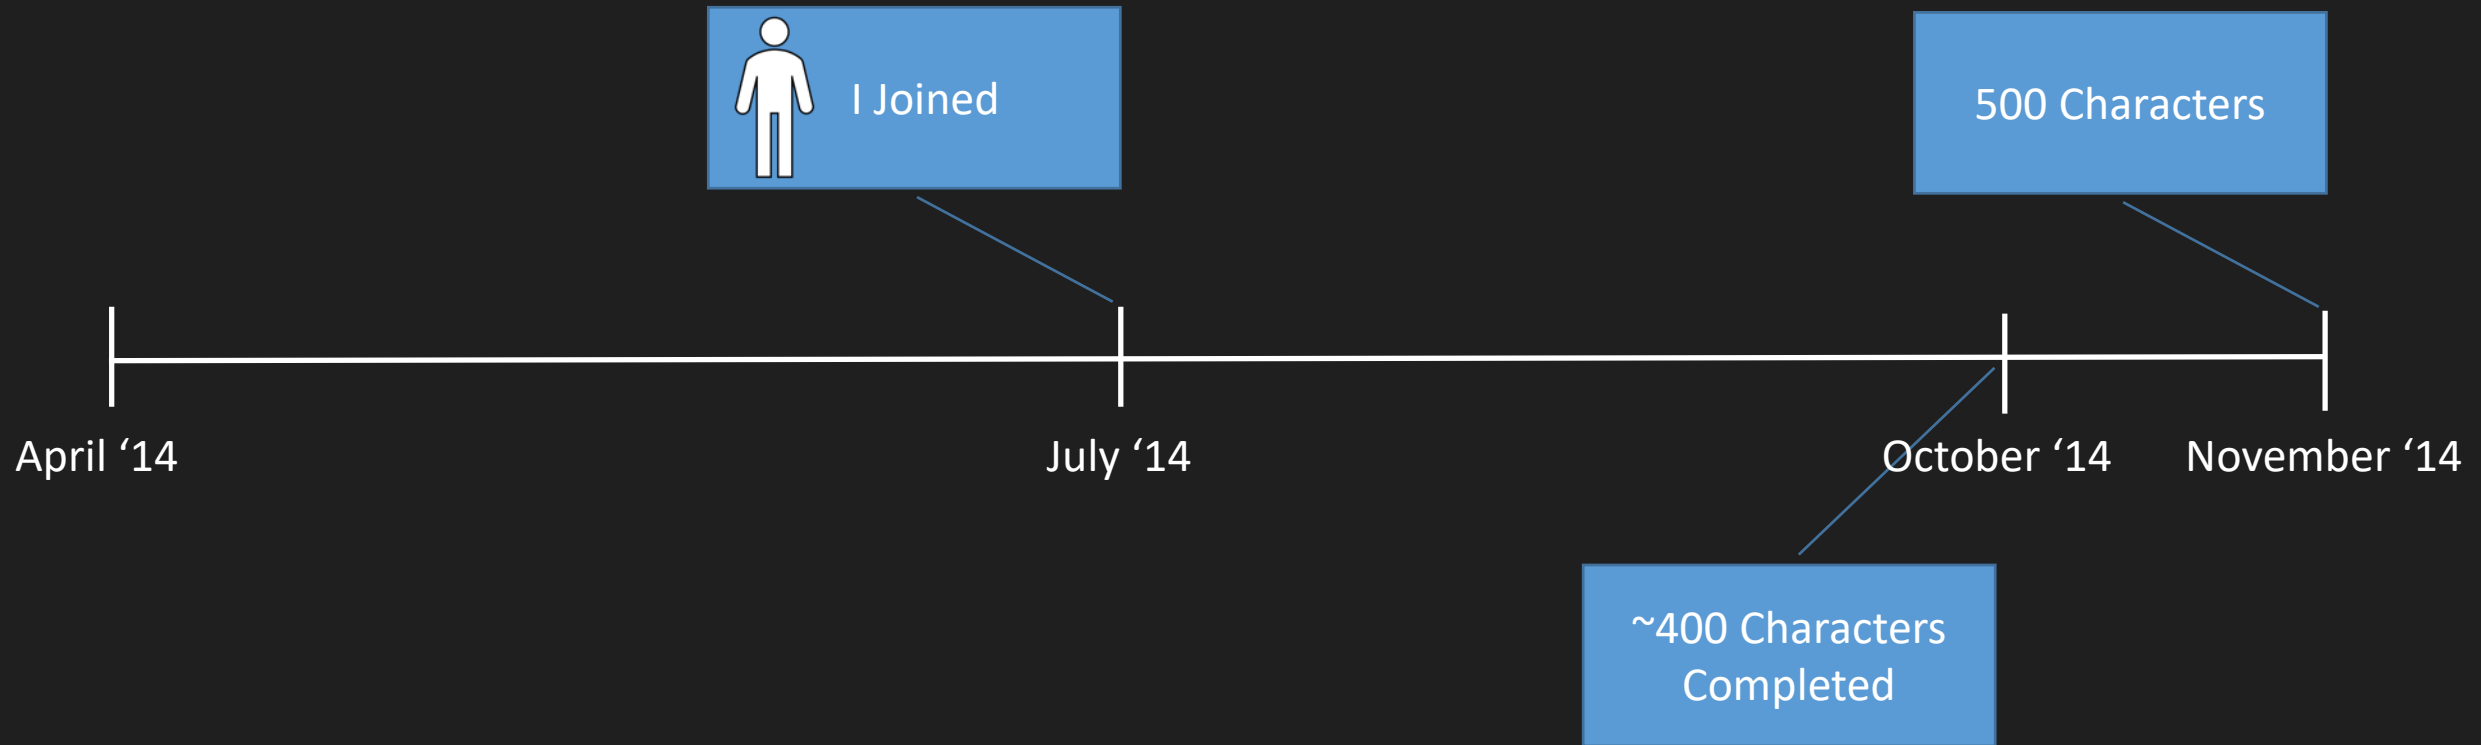 I Joined
500 Characters
April ‘14
July ‘14
October ‘14
November ‘14
~400 Characters
Completed